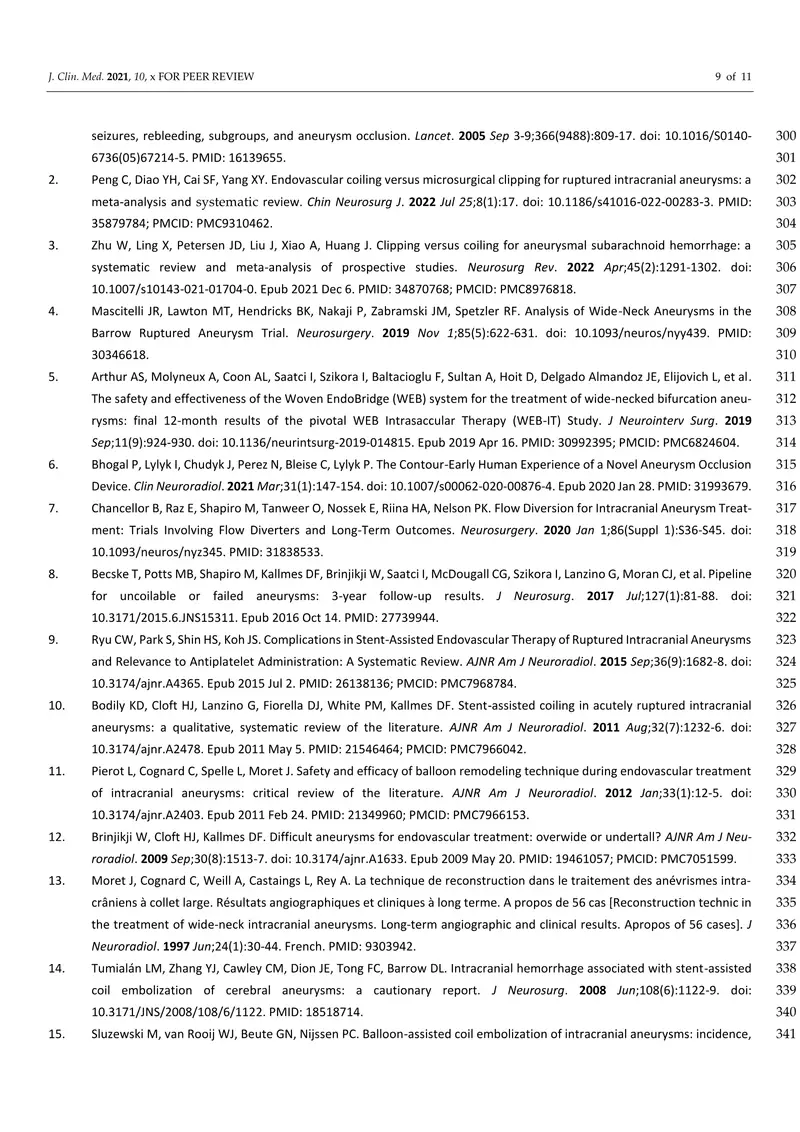 J. Clin. Med. 2021, 10, x FOR PEER REVIEW 9 of 11
seizures, rebleeding, subgroups, and aneurysm occlusion. Lancet. 2005 Sep 3-9;366(9488):809-17. doi: 10.1016/S0140- 300
6736(05)67214-5. PMID: 16139655. 301
2. Peng C, Diao YH, Cai SF, Yang XY. Endovascular coiling versus microsurgical clipping for ruptured intracranial aneurysms: a 302
meta-analysis and systematic review. Chin Neurosurg J. 2022 Jul 25;8(1):17. doi: 10.1186/s41016-022-00283-3. PMID: 303
35879784; PMCID: PMC9310462. 304
3. Zhu W, Ling X, Petersen JD, Liu J, Xiao A, Huang J. Clipping versus coiling for aneurysmal subarachnoid hemorrhage: a 305
systematic review and meta-analysis of prospective studies. Neurosurg Rev. 2022 Apr;45(2):1291-1302. doi: 306
10.1007/s10143-021-01704-0. Epub 2021 Dec 6. PMID: 34870768; PMCID: PMC8976818. 307
4. Mascitelli JR, Lawton MT, Hendricks BK, Nakaji P, Zabramski JM, Spetzler RF. Analysis of Wide-Neck Aneurysms in the 308
Barrow Ruptured Aneurysm Trial. Neurosurgery. 2019 Nov 1;85(5):622-631. doi: 10.1093/neuros/nyy439. PMID: 309
30346618. 310
5. Arthur AS, Molyneux A, Coon AL, Saatci I, Szikora I, Baltacioglu F, Sultan A, Hoit D, Delgado Almandoz JE, Elijovich L, et al. 311
The safety and effectiveness of the Woven EndoBridge (WEB) system for the treatment of wide-necked bifurcation aneu- 312
rysms: final 12-month results of the pivotal WEB Intrasaccular Therapy (WEB-IT) Study. J Neurointerv Surg. 2019 313
Sep;11(9):924-930. doi: 10.1136/neurintsurg-2019-014815. Epub 2019 Apr 16. PMID: 30992395; PMCID: PMC6824604. 314
6. Bhogal P, Lylyk I, Chudyk J, Perez N, Bleise C, Lylyk P. The Contour-Early Human Experience of a Novel Aneurysm Occlusion 315
Device. Clin Neuroradiol. 2021 Mar;31(1):147-154. doi: 10.1007/s00062-020-00876-4. Epub 2020 Jan 28. PMID: 31993679. 316
7. Chancellor B, Raz E, Shapiro M, Tanweer O, Nossek E, Riina HA, Nelson PK. Flow Diversion for Intracranial Aneurysm Treat- 317
ment: Trials Involving Flow Diverters and Long-Term Outcomes. Neurosurgery. 2020 Jan 1;86(Suppl 1):S36-S45. doi: 318
10.1093/neuros/nyz345. PMID: 31838533. 319
8. Becske T, Potts MB, Shapiro M, Kallmes DF, Brinjikji W, Saatci I, McDougall CG, Szikora I, Lanzino G, Moran CJ, et al. Pipeline 320
for uncoilable or failed aneurysms: 3-year follow-up results. J Neurosurg. 2017 Jul;127(1):81-88. doi: 321
10.3171/2015.6.JNS15311. Epub 2016 Oct 14. PMID: 27739944. 322
9. Ryu CW, Park S, Shin HS, Koh JS. Complications in Stent-Assisted Endovascular Therapy of Ruptured Intracranial Aneurysms 323
and Relevance to Antiplatelet Administration: A Systematic Review. AJNR Am J Neuroradiol. 2015 Sep;36(9):1682-8. doi: 324
10.3174/ajnr.A4365. Epub 2015 Jul 2. PMID: 26138136; PMCID: PMC7968784. 325
10. Bodily KD, Cloft HJ, Lanzino G, Fiorella DJ, White PM, Kallmes DF. Stent-assisted coiling in acutely ruptured intracranial 326
aneurysms: a qualitative, systematic review of the literature. AJNR Am J Neuroradiol. 2011 Aug;32(7):1232-6. doi: 327
10.3174/ajnr.A2478. Epub 2011 May 5. PMID: 21546464; PMCID: PMC7966042. 328
11. Pierot L, Cognard C, Spelle L, Moret J. Safety and efficacy of balloon remodeling technique during endovascular treatment 329
of intracranial aneurysms: critical review of the literature. AJNR Am J Neuroradiol. 2012 Jan;33(1):12-5. doi: 330
10.3174/ajnr.A2403. Epub 2011 Feb 24. PMID: 21349960; PMCID: PMC7966153. 331
12. Brinjikji W, Cloft HJ, Kallmes DF. Difficult aneurysms for endovascular treatment: overwide or undertall? AJNR Am J Neu- 332
roradiol. 2009 Sep;30(8):1513-7. doi: 10.3174/ajnr.A1633. Epub 2009 May 20. PMID: 19461057; PMCID: PMC7051599. 333
13. Moret J, Cognard C, Weill A, Castaings L, Rey A. La technique de reconstruction dans le traitement des anévrismes intra- 334
crâniens à collet large. Résultats angiographiques et cliniques à long terme. A propos de 56 cas [Reconstruction technic in 335
the treatment of wide-neck intracranial aneurysms. Long-term angiographic and clinical results. Apropos of 56 cases]. J 336
Neuroradiol. 1997 Jun;24(1):30-44. French. PMID: 9303942. 337
14. Tumialán LM, Zhang YJ, Cawley CM, Dion JE, Tong FC, Barrow DL. Intracranial hemorrhage associated with stent-assisted 338
coil embolization of cerebral aneurysms: a cautionary report. J Neurosurg. 2008 Jun;108(6):1122-9. doi: 339
10.3171/JNS/2008/108/6/1122. PMID: 18518714. 340
15. Sluzewski M, van Rooij WJ, Beute GN, Nijssen PC. Balloon-assisted coil embolization of intracranial aneurysms: incidence, 341